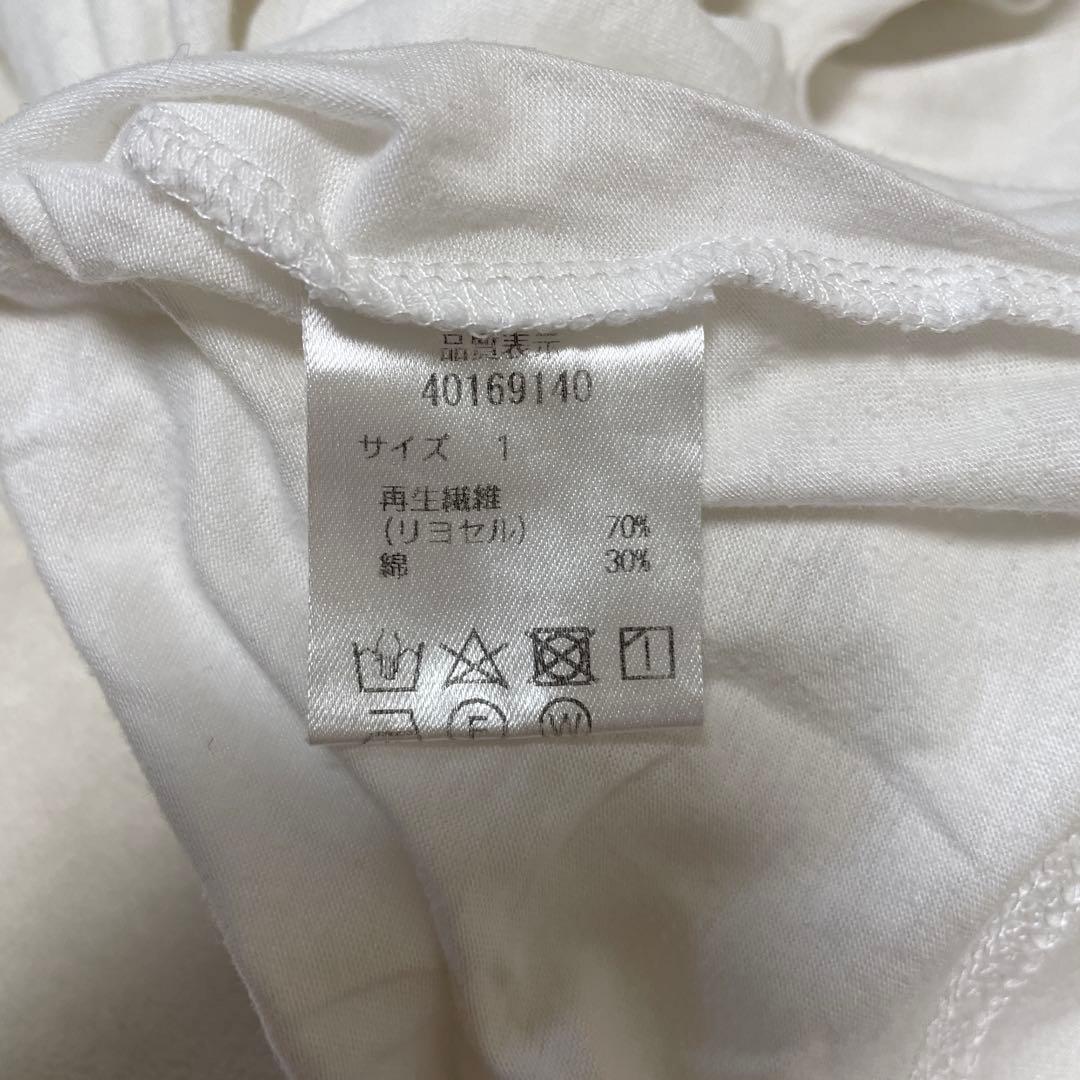 品質表示
40169140
サイズ 1
再生繊維
(リヨセル) 70%
綿 30%
F W